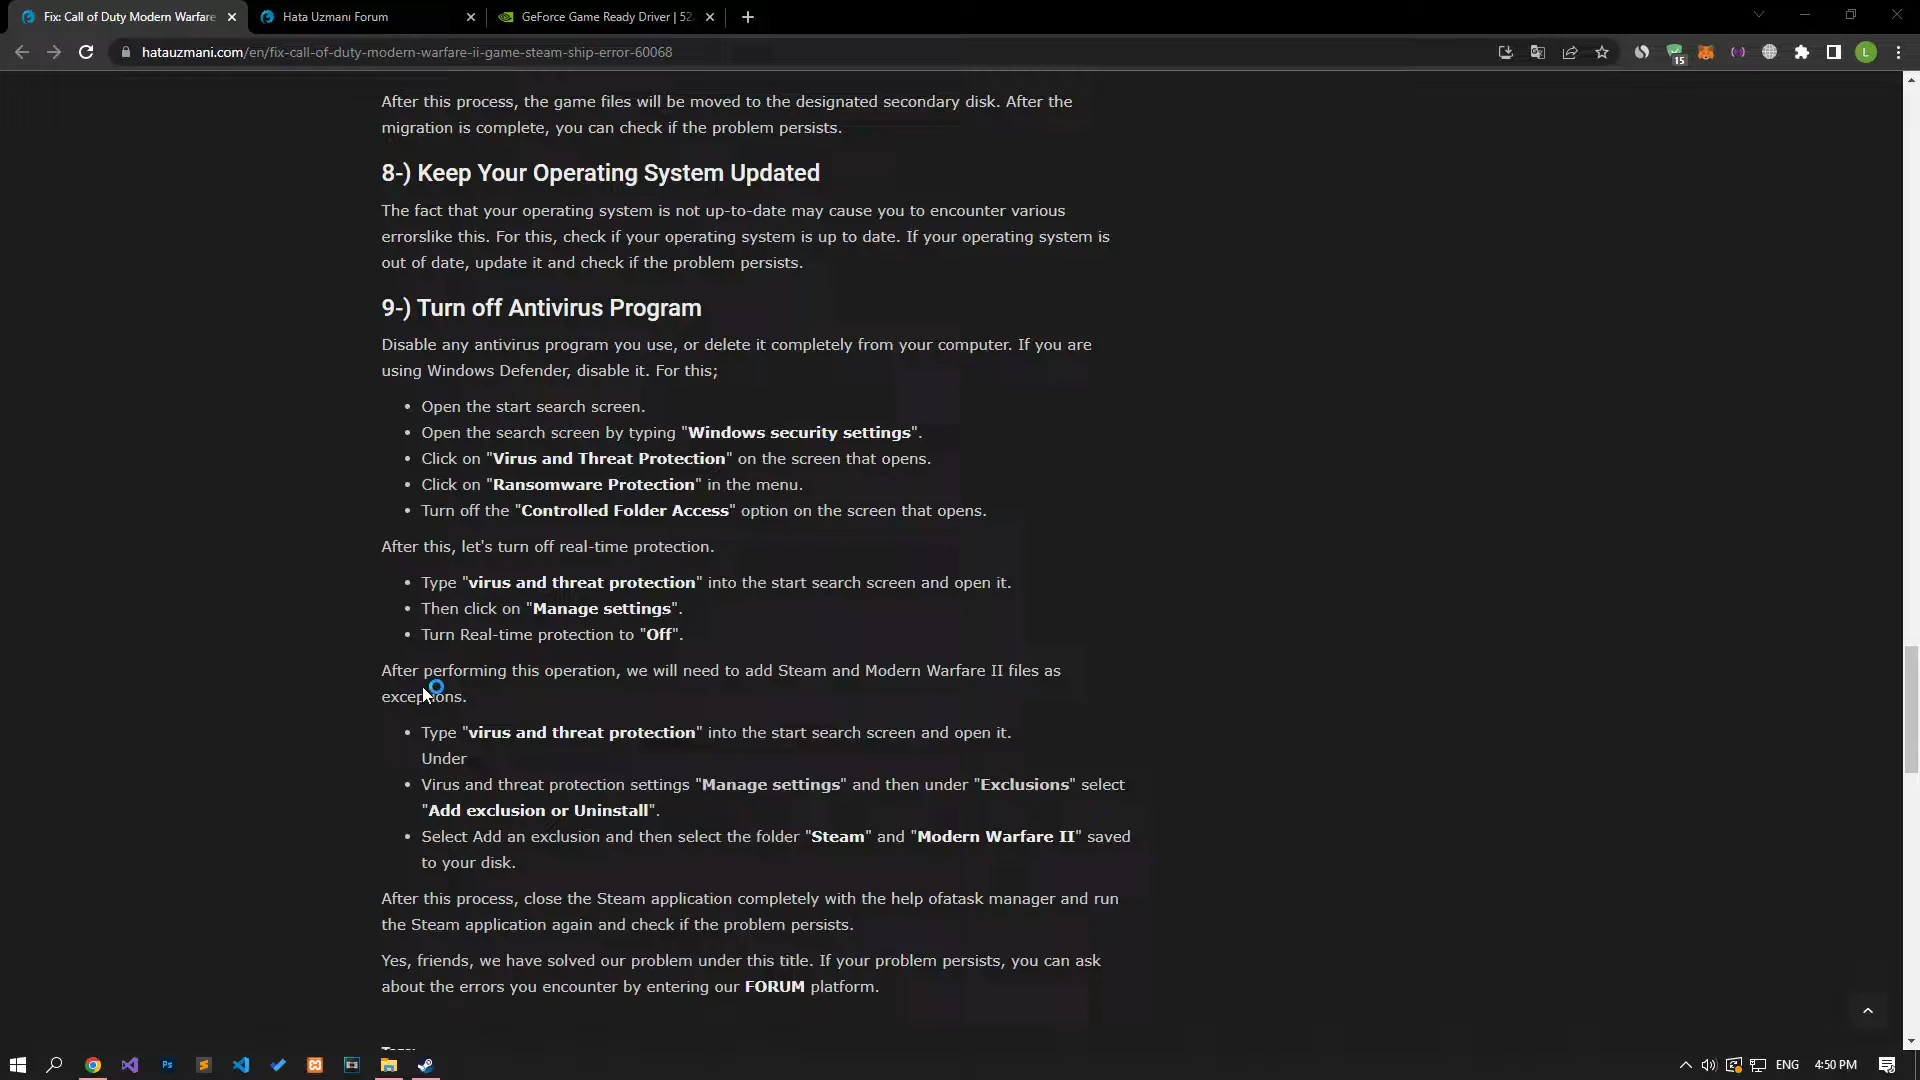 Fix: Call of Duty Modern Warfare
Hata Uzmanı Forum
GeForce Game Ready Driver | 52
hatauzmani.com/en/fix-call-of-duty-modern-warfare-ii-game-steam-ship-error-60068
15
L
After this process, the game files will be moved to the designated secondary disk. After the
migration is complete, you can check if the problem persists.
8-) Keep Your Operating System Updated
The fact that your operating system is not up-to-date may cause you to encounter various
errorslike this. For this, check if your operating system is up to date. If your operating system is
out of date, update it and check if the problem persists.
9-) Turn off Antivirus Program
Disable any antivirus program you use, or delete it completely from your computer. If you are
using Windows Defender, disable it. For this;
• Open the start search screen.
• Open the search screen by typing "Windows security settings".
• Click on "Virus and Threat Protection" on the screen that opens.
• Click on "Ransomware Protection" in the menu.
• Turn off the "Controlled Folder Access" option on the screen that opens.
After this, let's turn off real-time protection.
• Type "virus and threat protection" into the start search screen and open it.
• Then click on "Manage settings".
• Turn Real-time protection to "Off".
After performing this operation, we will need to add Steam and Modern Warfare II files as
exceptions.
• Type "virus and threat protection" into the start search screen and open it.
Under
• Virus and threat protection settings "Manage settings" and then under "Exclusions" select
"Add exclusion or Uninstall".
• Select Add an exclusion and then select the folder "Steam" and "Modern Warfare II" saved
to your disk.
After this process, close the Steam application completely with the help ofatask manager and run
the Steam application again and check if the problem persists.
Yes, friends, we have solved our problem under this title. If your problem persists, you can ask
about the errors you encounter by entering our FORUM platform.
Ps
ENG
4:50 PM